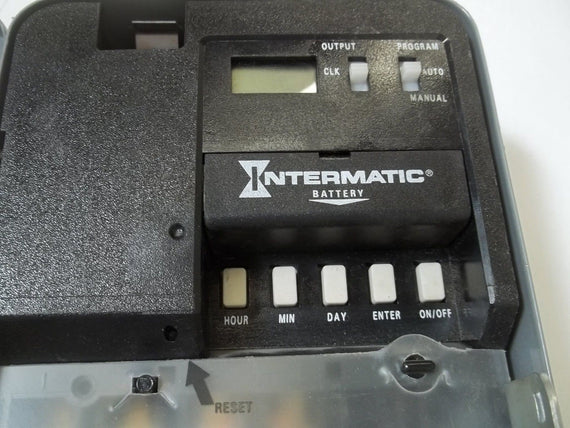 OUTPUT PROGRAM
CLK AUTO
MANUAL
INTERMATIC®
BATTERY
HOUR MIN DAY ENTER ON/OFF
RESET